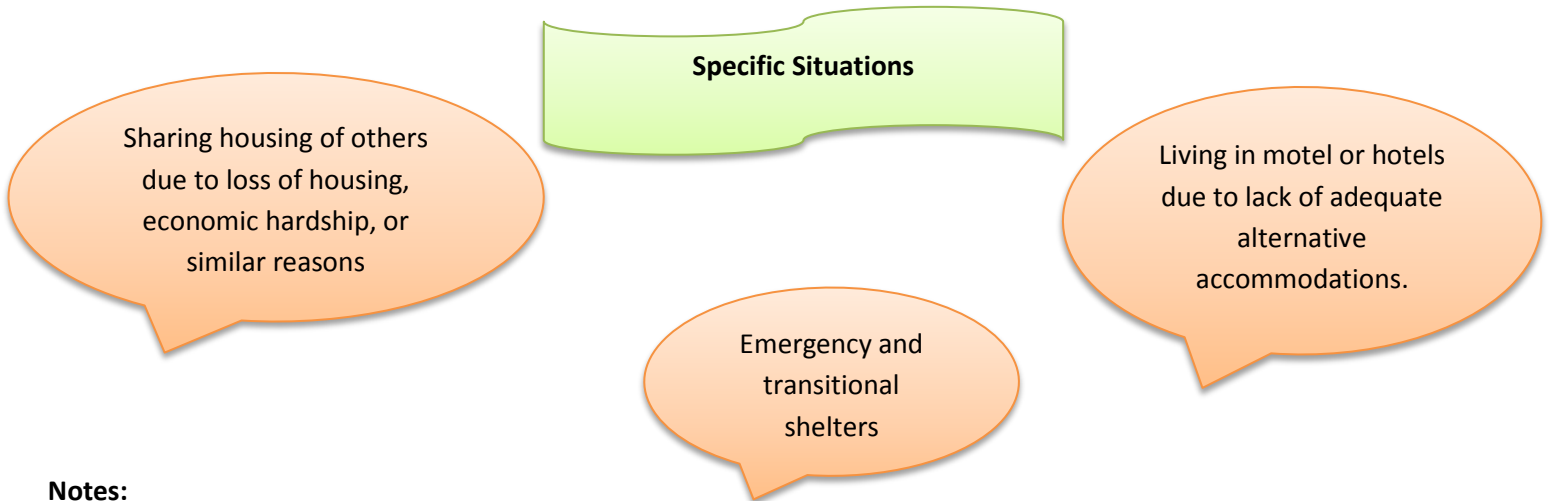 Specific Situations
Sharing housing of others
due to loss of housing,
economic hardship, or
similar reasons
Living in motel or hotels
due to lack of adequate
alternative
accommodations.
Emergency and
transitional
shelters
Notes: